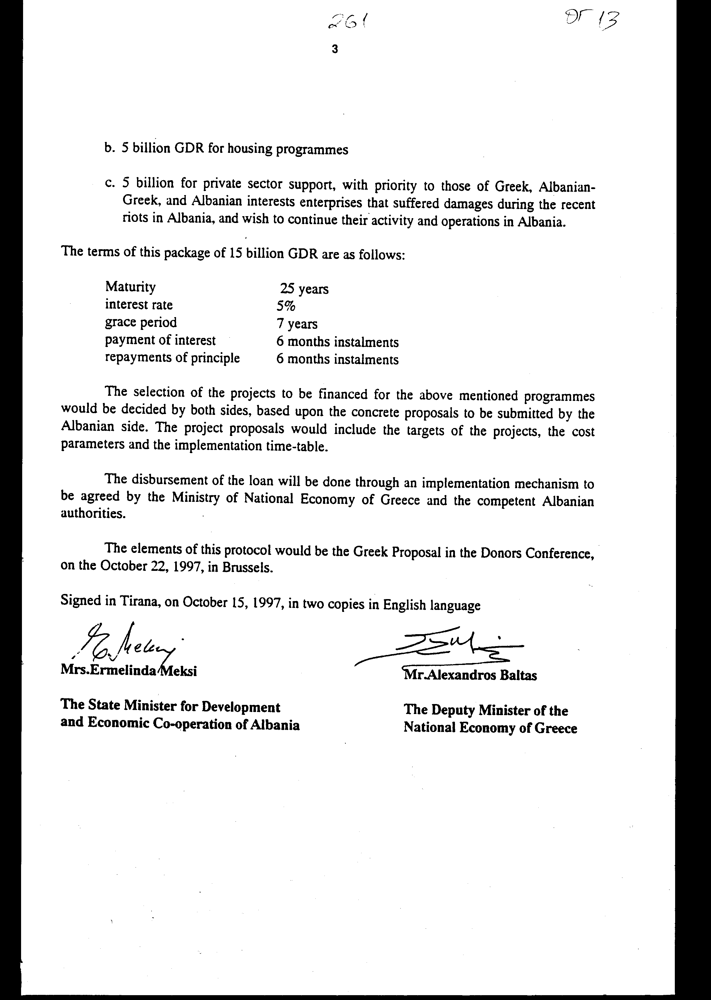 261
13
3
b. 5 billion GDR for housing programmes
c. 5 billion for private sector support, with priority to those of Greek, Albanian-
Greek, and Albanian interests enterprises that suffered damages during the recent
riots in Albania, and wish to continue their activity and operations in Albania.
The terms of this package of 15 billion GDR are as follows:
Maturity 25 years
interest rate 5%
grace period 7 years
payment of interest 6 months instalments
repayments of principle 6 months instalments
The selection of the projects to be financed for the above mentioned programmes
would be decided by both sides, based upon the concrete proposals to be submitted by the
Albanian side. The project proposals would include the targets of the projects, the cost
parameters and the implementation time-table.
The disbursement of the loan will be done through an implementation mechanism to
be agreed by the Ministry of National Economy of Greece and the competent Albanian
authorities.
The elements of this protocol would be the Greek Proposal in the Donors Conference,
on the October 22, 1997, in Brussels.
Signed in Tirana, on October 15, 1997, in two copies in English language
Mrs.Ermelinda Meksi Mr.Alexandros Baltas
The State Minister for Development The Deputy Minister of the
and Economic Co-operation of Albania National Economy of Greece